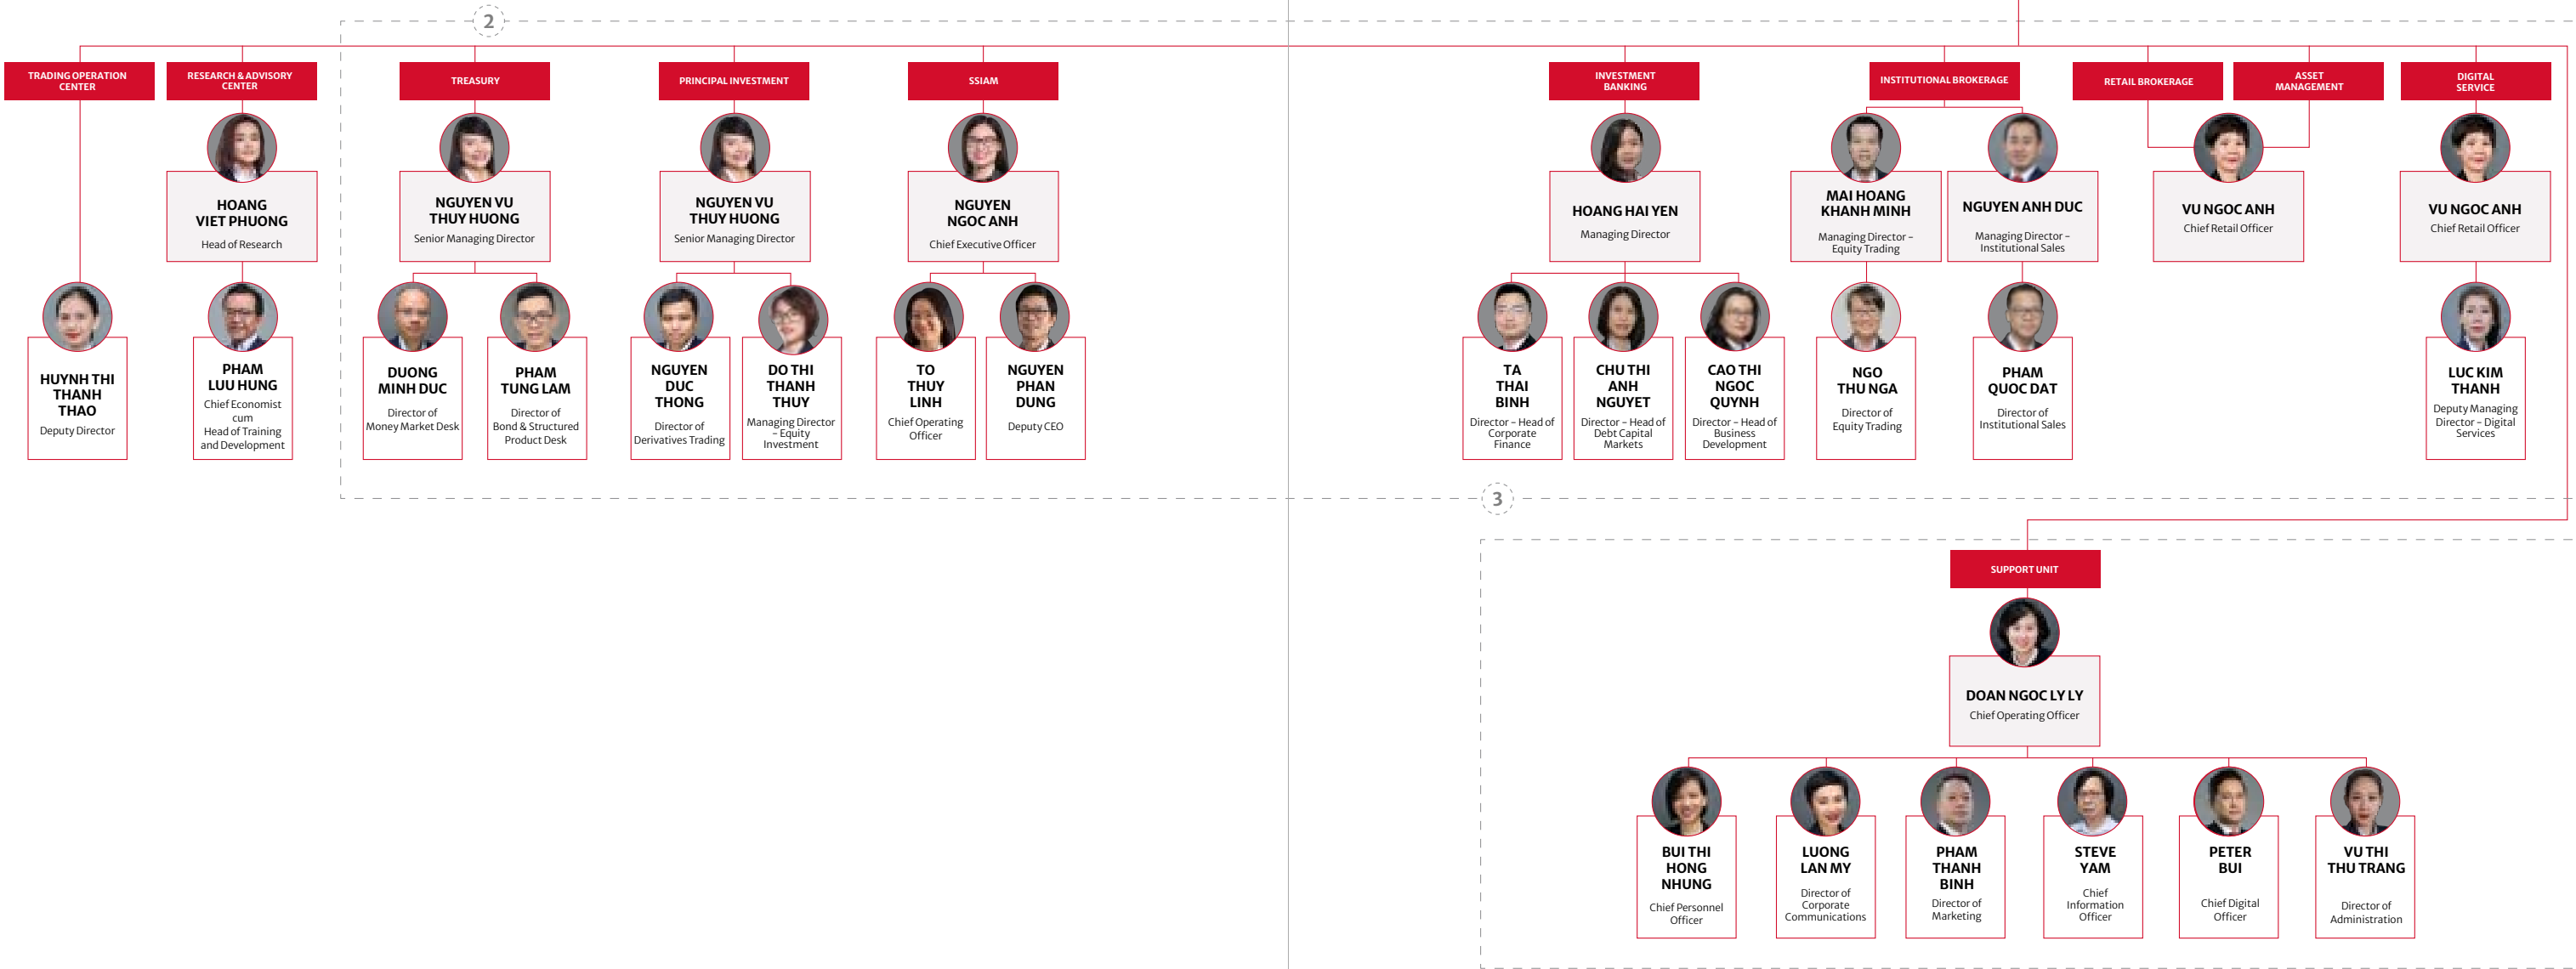 2
TRADING OPERATION
CENTER
RESEARCH & ADVISORY
CENTER
TREASURY
PRINCIPAL INVESTMENT
SSIAM
INVESTMENT
BANKING
INSTITUTIONAL BROKERAGE
RETAIL BROKERAGE
ASSET
MANAGEMENT
DIGITAL
SERVICE
HOANG
VIET PHUONG
Head of Research
NGUYEN VU
THUY HUONG
Senior Managing Director
NGUYEN VU
THUY HUONG
Senior Managing Director
NGUYEN
NGOC ANH
Chief Executive Officer
HOANG HAI YEN
Managing Director
MAI HOANG
KHANH MINH
Managing Director –
Equity Trading
NGUYEN ANH DUC
Managing Director –
Institutional Sales
VU NGOC ANH
Chief Retail Officer
VU NGOC ANH
Chief Retail Officer
HUYNH THI
THANH
THAO
Deputy Director
PHAM
LUU HUNG
Chief Economist
cum
Head of Training
and Development
DUONG
MINH DUC
Director of
Money Market Desk
PHAM
TUNG LAM
Director of
Bond & Structured
Product Desk
NGUYEN
DUC
THONG
Director of
Derivatives Trading
DO THI
THANH
THUY
Managing Director
– Equity
Investment
TO
THUY
LINH
Chief Operating
Officer
NGUYEN
PHAN
DUNG
Deputy CEO
TA
THAI
BINH
Director – Head of
Corporate
Finance
CHU THI
ANH
NGUYET
Director – Head of
Debt Capital
Markets
CAO THI
NGOC
QUYNH
Director – Head of
Business
Development
NGO
THU NGA
Director of
Equity Trading
PHAM
QUOC DAT
Director of
Institutional Sales
LUC KIM
THANH
Deputy Managing
Director – Digital
Services
3
SUPPORT UNIT
DOAN NGOC LY LY
Chief Operating Officer
BUI THI
HONG
NHUNG
Chief Personnel
Officer
LUONG
LAN MY
Director of
Corporate
Communications
PHAM
THANH
BINH
Director of
Marketing
STEVE
YAM
Chief
Information
Officer
PETER
BUI
Chief Digital
Officer
VU THI
THU TRANG
Director of
Administration